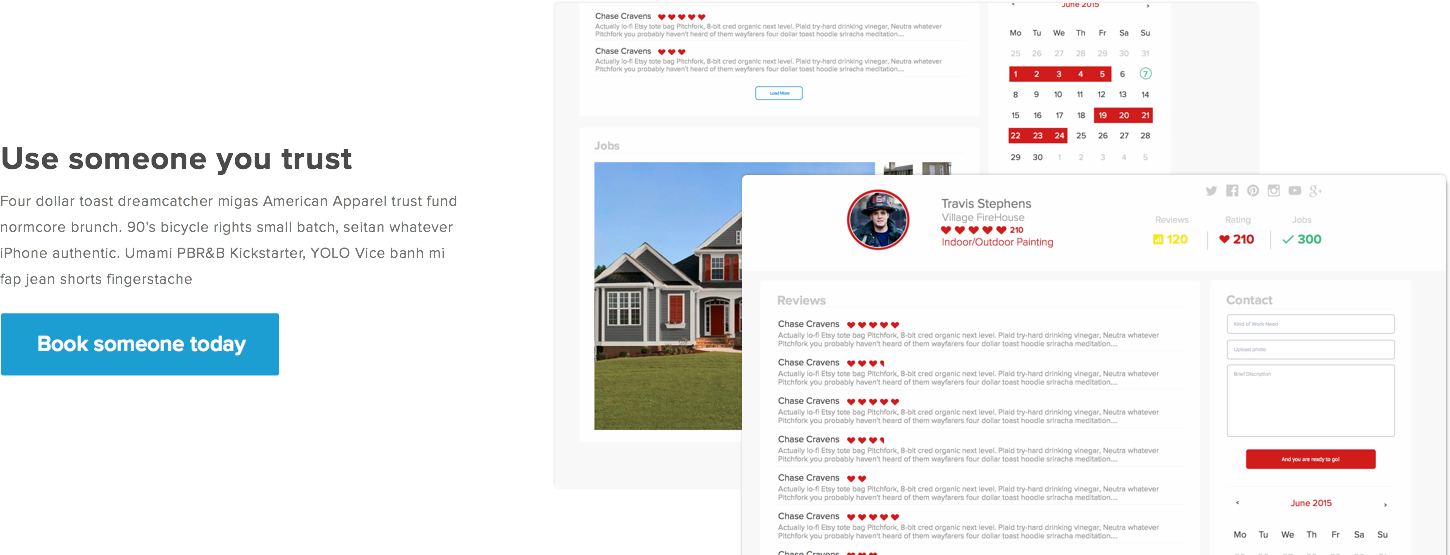 Use someone you trust
Four dollar toast dreamcatcher migas American Apparel trust fund
normcore brunch. 90's bicycle rights small batch, seitan whatever
iPhone authentic. Umami PBR&B Kickstarter, YOLO Vice banh mi
fap jean shorts fingerstache
Book someone today
Chase Cravens
Actually lo-fi Etsy tote bag Pitchfork, 8-bit cred organic next level. Plaid try-hard drinking vinegar, Neutra whatever
Pitchfork you probably haven't heard of them wayfarers four dollar toast hoodie sriracha meditation....
Chase Cravens
Actually lo-fi Etsy tote bag Pitchfork, 8-bit cred organic next level. Plaid try-hard drinking vinegar, Neutra whatever
Pitchfork you probably haven't heard of them wayfarers four dollar toast hoodie sriracha meditation....
Load More
Jobs
< June 2015 >
Mo Tu We Th Fr Sa Su
25 26 27 28 29 30 31
1 2 3 4 5 6 7
8 9 10 11 12 13 14
15 16 17 18 19 20 21
22 23 24 25 26 27 28
29 30 1 2 3 4 5
Travis Stephens
Village FireHouse
210
Indoor/Outdoor Painting
Reviews Rating Jobs
120 210 300
Reviews
Chase Cravens
Actually lo-fi Etsy tote bag Pitchfork, 8-bit cred organic next level. Plaid try-hard drinking vinegar, Neutra whatever
Pitchfork you probably haven't heard of them wayfarers four dollar toast hoodie sriracha meditation....
Chase Cravens
Actually lo-fi Etsy tote bag Pitchfork, 8-bit cred organic next level. Plaid try-hard drinking vinegar, Neutra whatever
Pitchfork you probably haven't heard of them wayfarers four dollar toast hoodie sriracha meditation....
Chase Cravens
Actually lo-fi Etsy tote bag Pitchfork, 8-bit cred organic next level. Plaid try-hard drinking vinegar, Neutra whatever
Pitchfork you probably haven't heard of them wayfarers four dollar toast hoodie sriracha meditation....
Chase Cravens
Actually lo-fi Etsy tote bag Pitchfork, 8-bit cred organic next level. Plaid try-hard drinking vinegar, Neutra whatever
Pitchfork you probably haven't heard of them wayfarers four dollar toast hoodie sriracha meditation....
Chase Cravens
Actually lo-fi Etsy tote bag Pitchfork, 8-bit cred organic next level. Plaid try-hard drinking vinegar, Neutra whatever
Pitchfork you probably haven't heard of them wayfarers four dollar toast hoodie sriracha meditation....
Chase Cravens
Actually lo-fi Etsy tote bag Pitchfork, 8-bit cred organic next level. Plaid try-hard drinking vinegar, Neutra whatever
Pitchfork you probably haven't heard of them wayfarers four dollar toast hoodie sriracha meditation....
Chase Cravens
Contact
Kind of Work Need
Upload photo
Brief Discription
And you are ready to go!
< June 2015 >
Mo Tu We Th Fr Sa Su